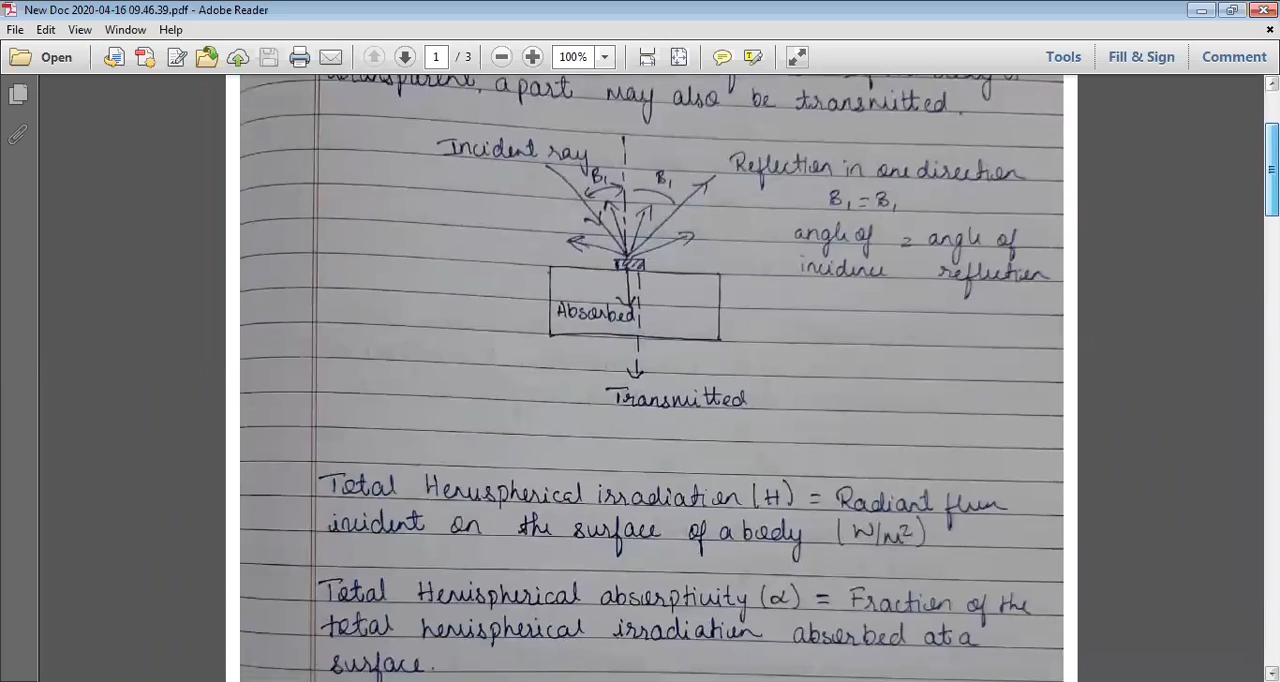 New Doc 2020-04-16 09.46.39.pdf - Adobe Reader
File Edit View Window Help
Open 1 / 3 100% Tools Fill & Sign Comment
transparent, a part may also be transmitted.
Incident ray
B₁ B₁
Reflection in one direction
B₁ = B₁
angle of = angle of
incidence reflection
Absorbed
Transmitted
Total Hemispherical irradiation (H) = Radiant flux
incident on the surface of a body (W/m²)
Total Hemispherical absorptivity (α) = Fraction of the
total hemispherical irradiation absorbed at a
surface.